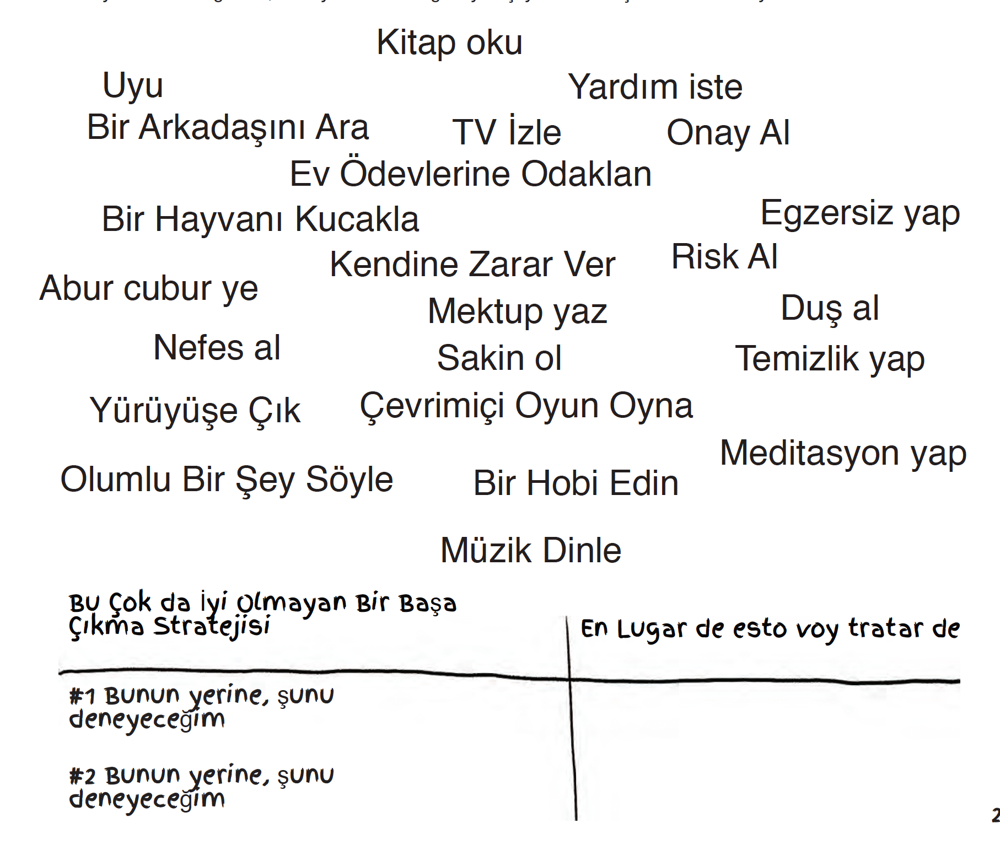 Kitap oku
Uyu
Yardım iste
Bir Arkadaşını Ara
TV İzle
Onay Al
Ev Ödevlerine Odaklan
Bir Hayvanı Kucakla
Egzersiz yap
Kendine Zarar Ver
Risk Al
Abur cubur ye
Mektup yaz
Duş al
Nefes al
Sakin ol
Temizlik yap
Yürüyüşe Çık
Çevrimiçi Oyun Oyna
Meditasyon yap
Olumlu Bir Şey Söyle
Bir Hobi Edin
Müzik Dinle
Bu Çok da İyi Olmayan Bir Başa
Çıkma Stratejisi
En Lugar de esto voy tratar de
#1 Bunun yerine, şunu
deneyeceğim
#2 Bunun yerine, şunu
deneyeceğim
2